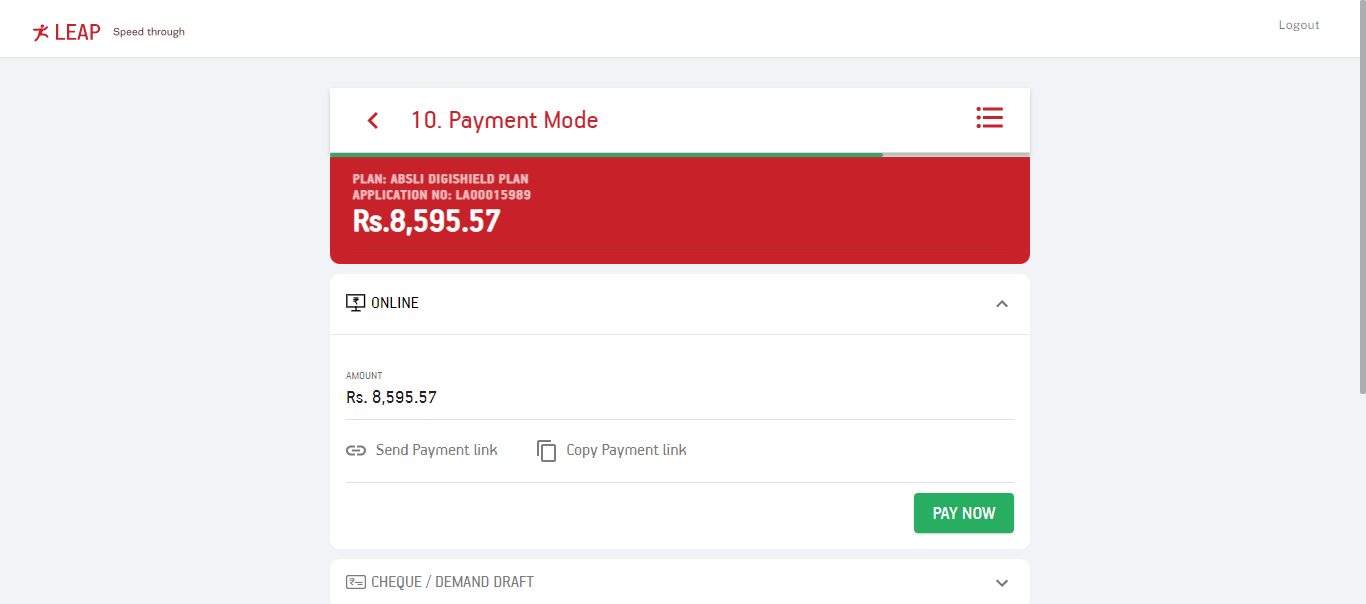 LEAP Speed through
Logout
10. Payment Mode
PLAN: ABSLI DIGISHIELD PLAN
APPLICATION NO: LA00015989
Rs.8,595.57
ONLINE
AMOUNT
Rs. 8,595.57
Send Payment link
Copy Payment link
PAY NOW
CHEQUE / DEMAND DRAFT